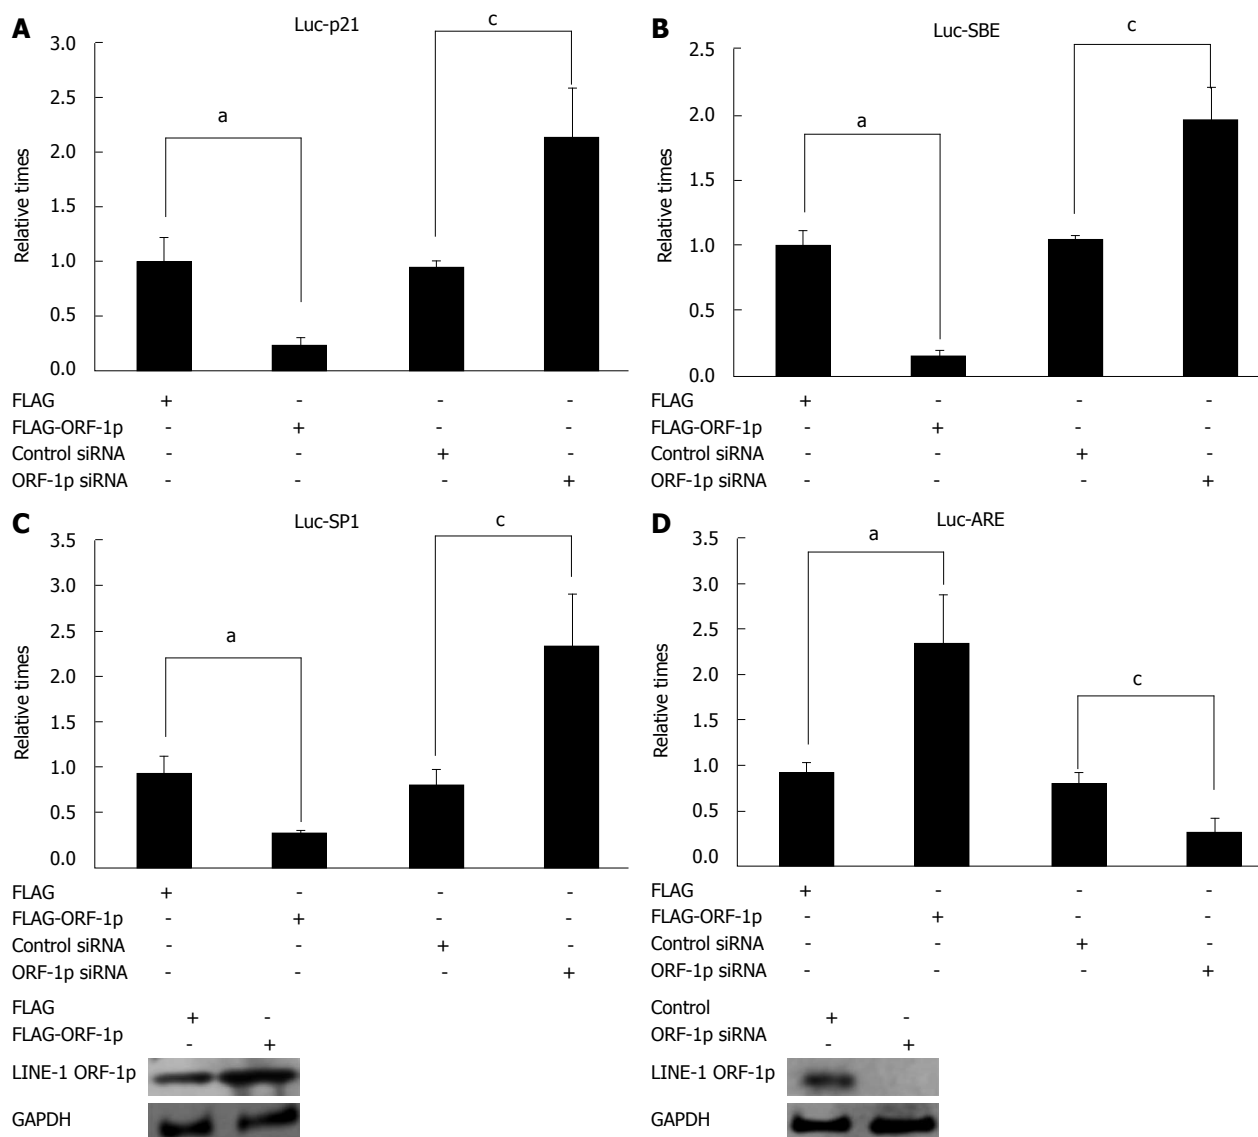 A
Luc-p21
c
a
Relative times
3.0
2.5
2.0
1.5
1.0
0.5
0.0
FLAG + - - -
FLAG-ORF-1p - + - -
Control siRNA - - + -
ORF-1p siRNA - - - +
B
Luc-SBE
c
a
Relative times
2.5
2.0
1.5
1.0
0.5
0.0
FLAG + - - -
FLAG-ORF-1p - + - -
Control siRNA - - + -
ORF-1p siRNA - - - +
C
Luc-SP1
c
a
Relative times
3.5
3.0
2.5
2.0
1.5
1.0
0.5
0.0
FLAG + - - -
FLAG-ORF-1p - + - -
Control siRNA - - + -
ORF-1p siRNA - - - +
FLAG + -
FLAG-ORF-1p - +
LINE-1 ORF-1p
GAPDH
D
Luc-ARE
a
c
Relative times
3.5
3.0
2.5
2.0
1.5
1.0
0.5
0.0
FLAG + - - -
FLAG-ORF-1p - + - -
Control siRNA - - + -
ORF-1p siRNA - - - +
Control + -
ORF-1p siRNA - +
LINE-1 ORF-1p
GAPDH